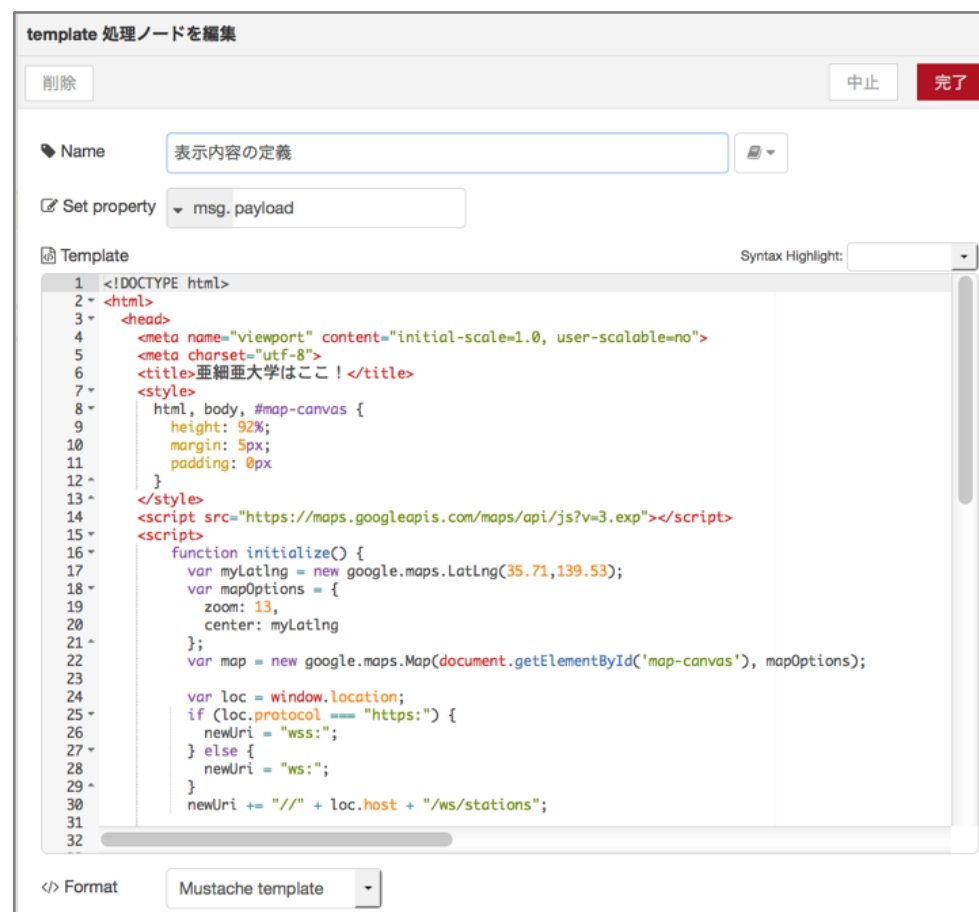 template 処理ノードを編集
削除 中止 完了
Name 表示内容の定義
Set property msg. payload
Template Syntax Highlight:
1 <!DOCTYPE html>
2 <html>
3 <head>
4 <meta name="viewport" content="initial-scale=1.0, user-scalable=no">
5 <meta charset="utf-8">
6 <title>亜細亜大学はここ！</title>
7 <style>
8 html, body, #map-canvas {
9 height: 92%;
10 margin: 5px;
11 padding: 0px
12 }
13 </style>
14 <script src="https://maps.googleapis.com/maps/api/js?v=3.exp"></script>
15 <script>
16 function initialize() {
17 var myLatlng = new google.maps.LatLng(35.71,139.53);
18 var mapOptions = {
19 zoom: 13,
20 center: myLatlng
21 };
22 var map = new google.maps.Map(document.getElementById('map-canvas'), mapOptions);
23
24 var loc = window.location;
25 if (loc.protocol === "https:") {
26 newUri = "wss:";
27 } else {
28 newUri = "ws:";
29 }
30 newUri += "//" + loc.host + "/ws/stations";
31
32
</> Format Mustache template